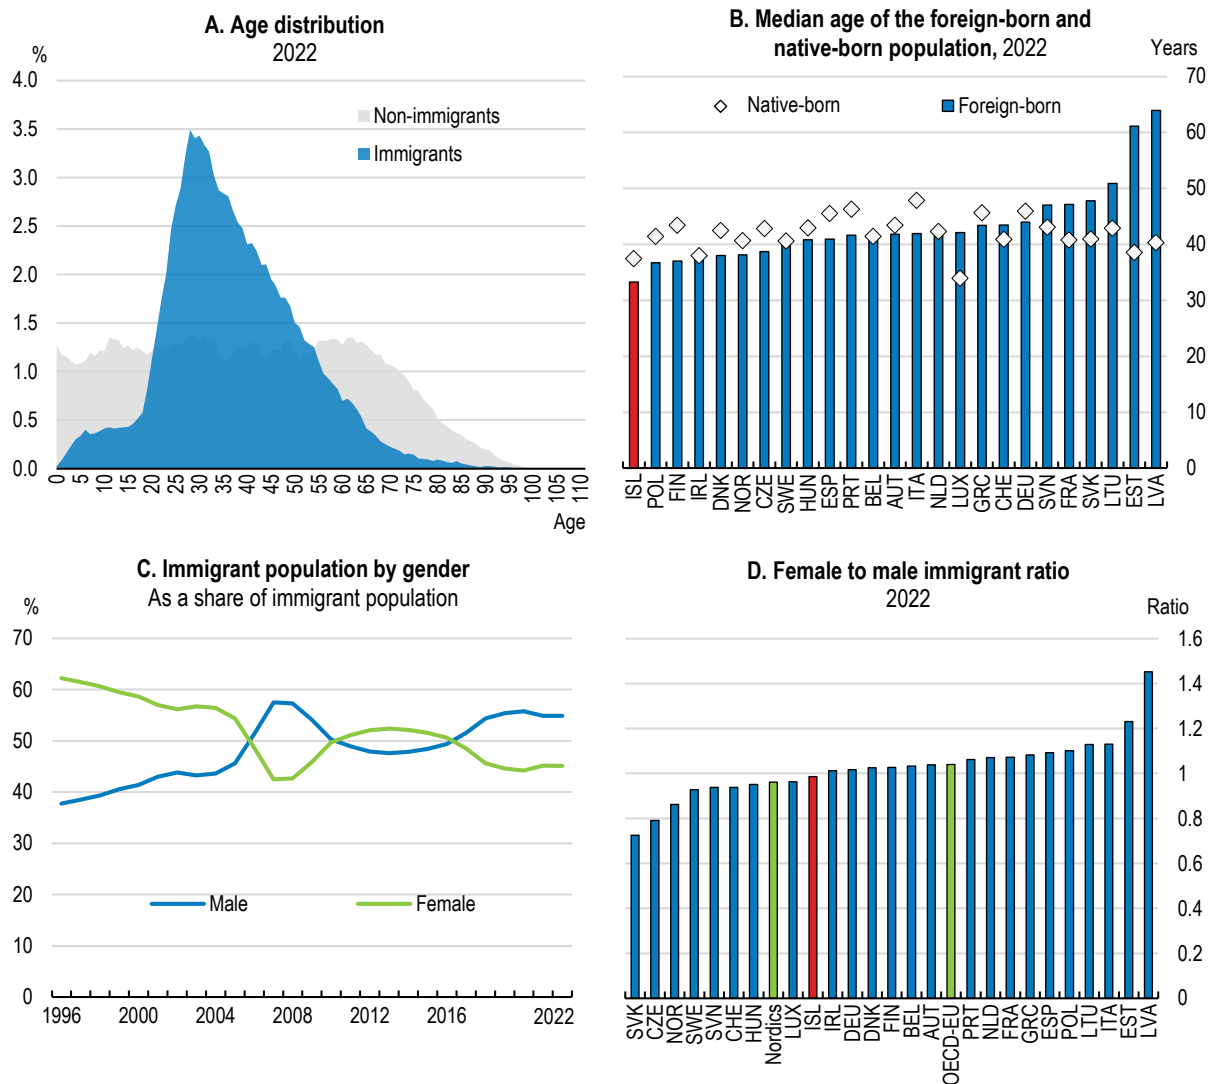 A. Age distribution
2022
%
4.0
3.5
3.0
2.5
2.0
1.5
1.0
0.5
0.0
Non-immigrants
Immigrants
0 5 10 15 20 25 30 35 40 45 50 55 60 65 70 75 80 85 90 95 100 105 110
Age
B. Median age of the foreign-born and
native-born population, 2022
Years
70
60
50
40
30
20
10
0
Native-born
Foreign-born
ISL POL FIN IRL DNK NOR CZE SWE HUN ESP PRT BEL AUT ITA NLD LUX GRC CHE DEU SVN FRA SVK LTU EST LVA
C. Immigrant population by gender
As a share of immigrant population
%
70
60
50
40
30
20
10
0
Male
Female
1996 2000 2004 2008 2012 2016 2022
D. Female to male immigrant ratio
2022
Ratio
1.6
1.4
1.2
1
0.8
0.6
0.4
0.2
0
SVK CZE NOR SWE SVN CHE HUN Nordics LUX ISL IRL DEU DNK FIN BEL AUT OECD-EU PRT NLD FRA GRC ESP POL LTU ITA EST LVA